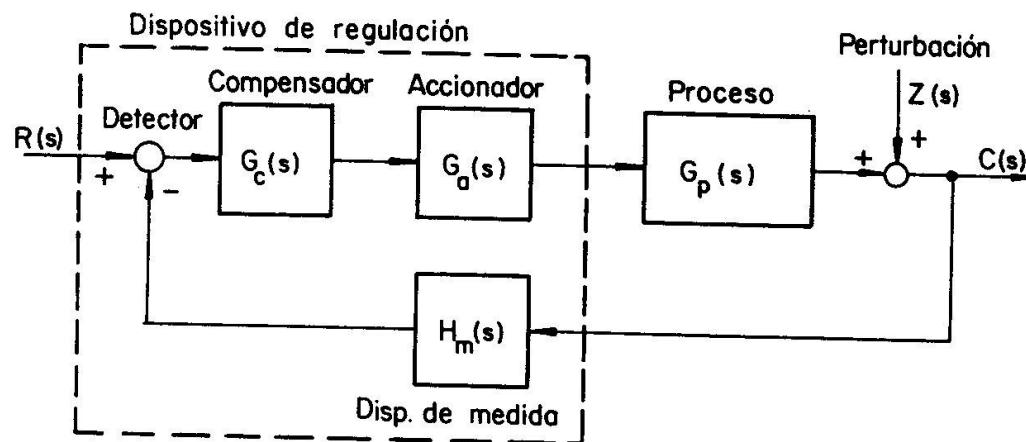 Dispositivo de regulación
Compensador
Accionador
Proceso
Perturbación
Detector
Z(s)
R(s)
G_c(s)
G_a(s)
G_p(s)
C(s)
+
-
+
+
H_m(s)
Disp. de medida